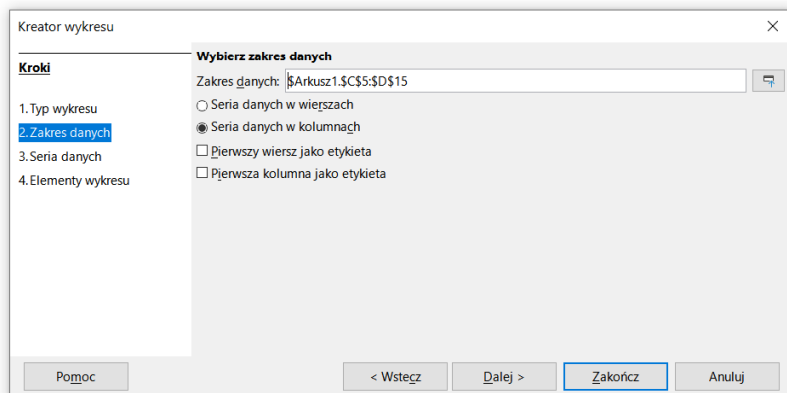 Kreator wykresu
Kroki
1. Typ wykresu
2. Zakres danych
3. Seria danych
4. Elementy wykresu
Wybierz zakres danych
Zakres danych: $Arkusz1.$C$5:$D$15
Seria danych w wierszach
Seria danych w kolumnach
Pierwszy wiersz jako etykieta
Pierwsza kolumna jako etykieta
Pomoc < Wstecz Dalej > Zakończ Anuluj